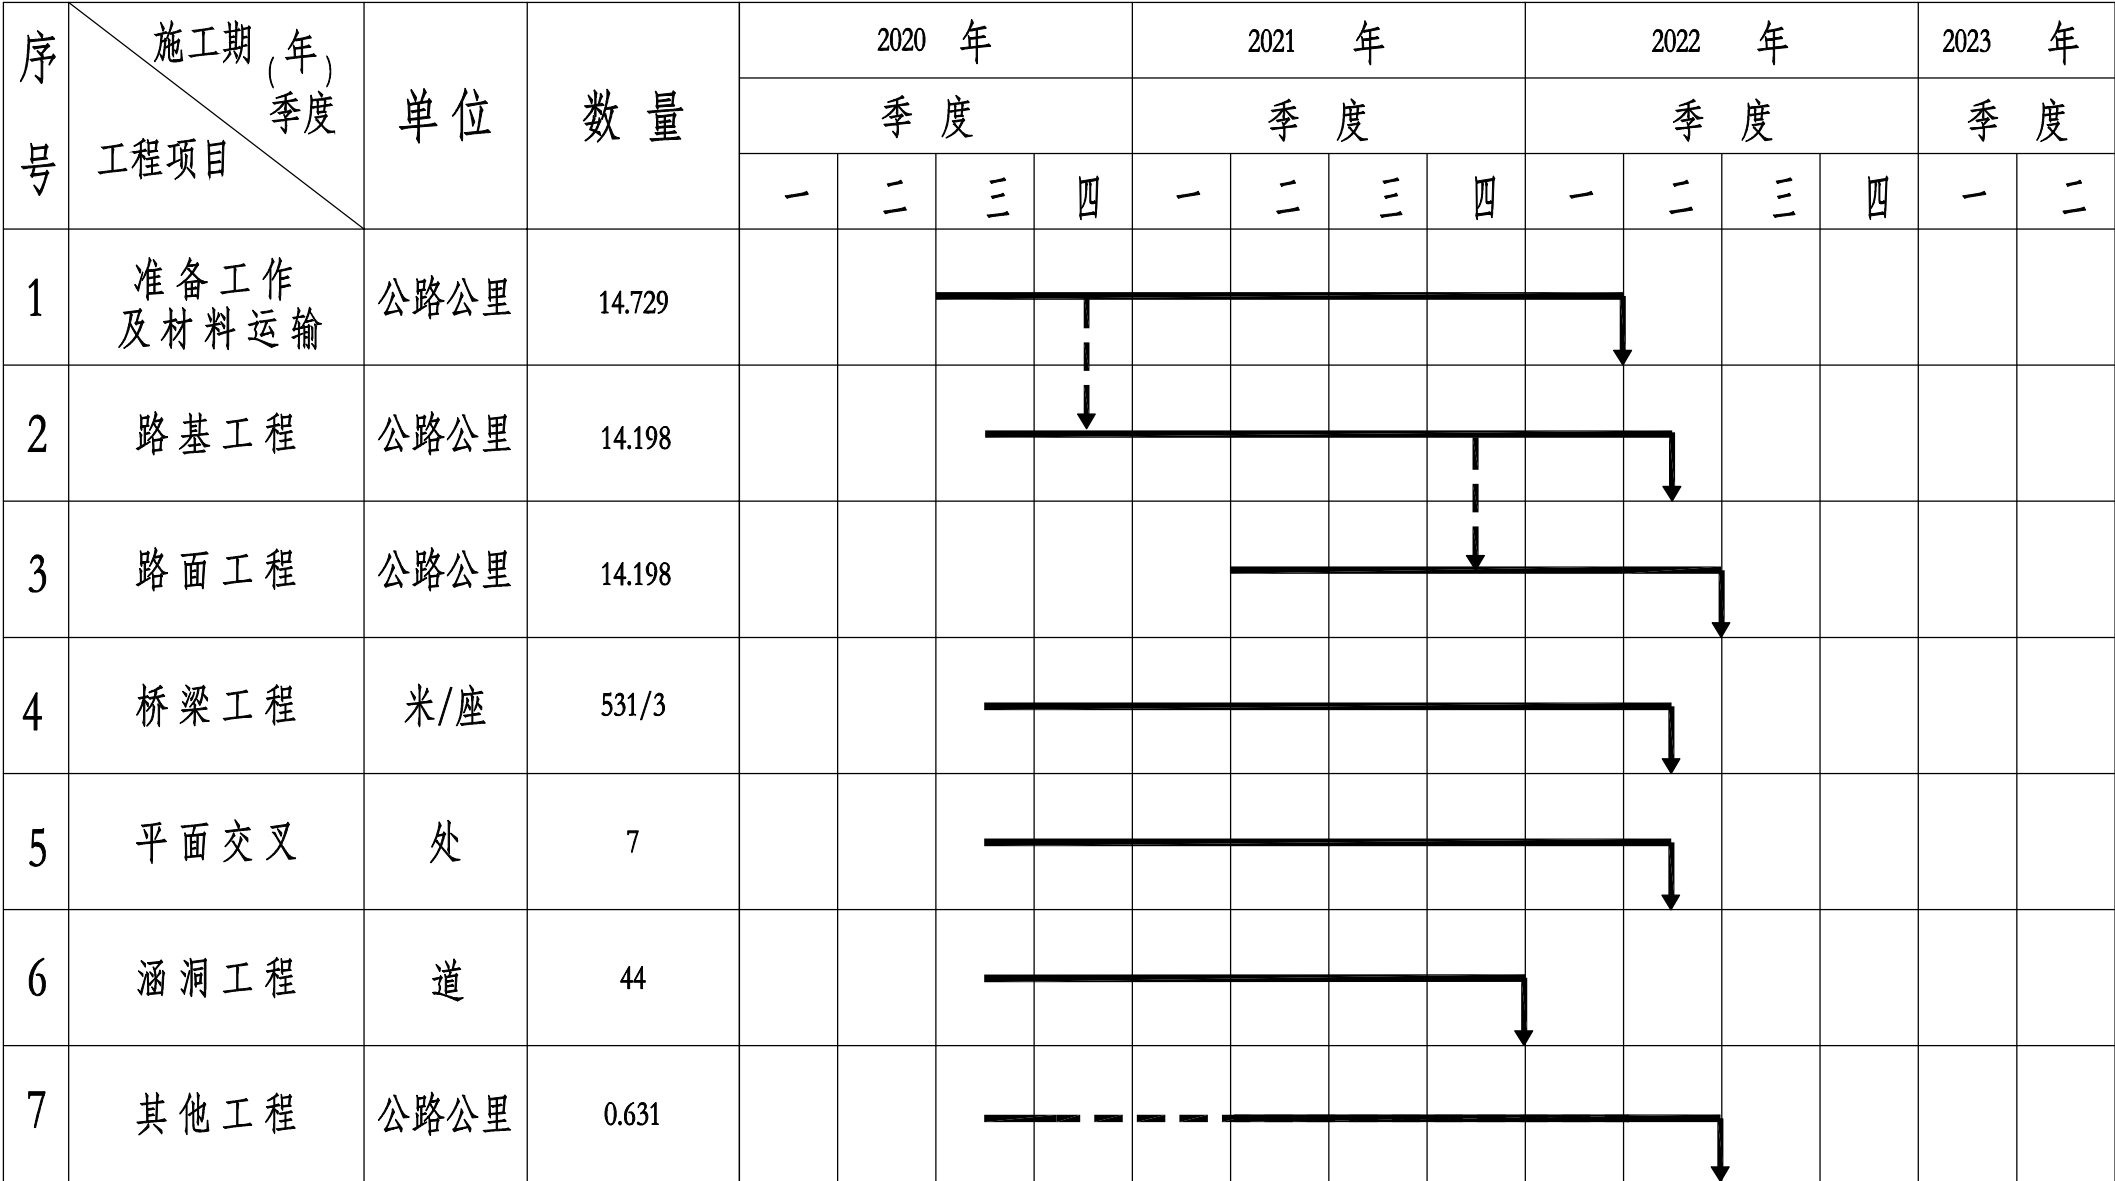 序号 施工期 (年) 季度 工程项目 单位 数量 2020 年 2021 年 2022 年 2023 年
季度 季度 季度 季度
一 二 三 四 一 二 三 四 一 二 三 四 一 二
1 准备工作及材料运输 公路公里 14.729
2 路基工程 公路公里 14.198
3 路面工程 公路公里 14.198
4 桥梁工程 米/座 531/3
5 平面交叉 处 7
6 涵洞工程 道 44
7 其他工程 公路公里 0.631